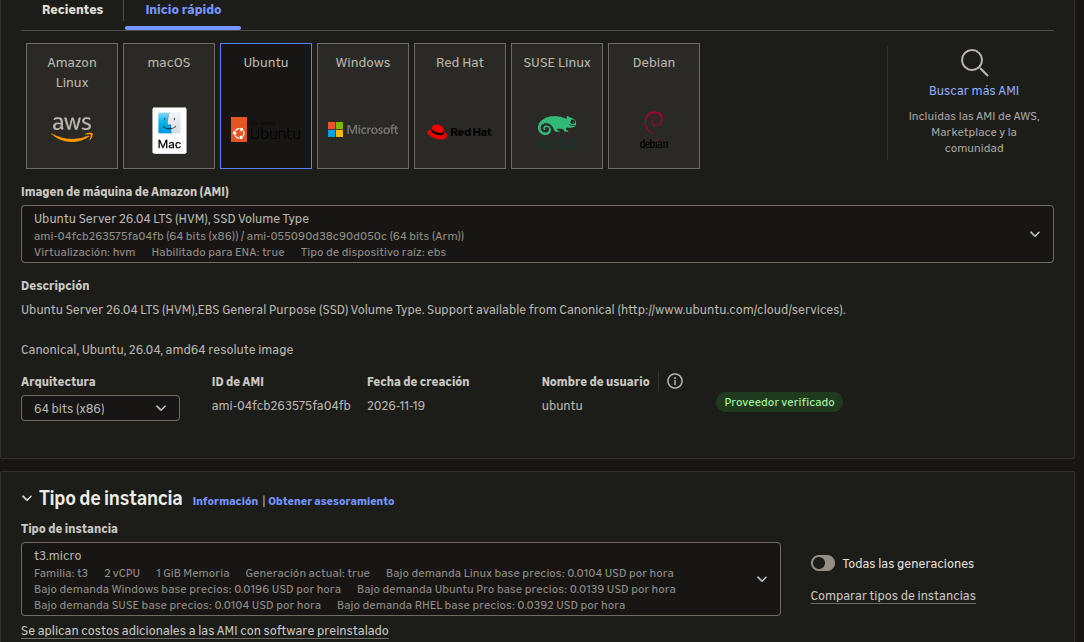 Recientes
Inicio rápido
Amazon Linux
aws
macOS
Mac
Ubuntu
Ubuntu
Windows
Microsoft
Red Hat
Red Hat
SUSE Linux
Debian
debian
Buscar más AMI
Incluidas las AMI de AWS,
Marketplace y la
comunidad
Imagen de máquina de Amazon (AMI)
Ubuntu Server 26.04 LTS (HVM), SSD Volume Type
ami-04fcb263575fa04fb (64 bits (x86)) / ami-055090d38c90d050c (64 bits (Arm))
Virtualización: hvm Habilitado para ENA: true Tipo de dispositivo raíz: ebs
Descripción
Ubuntu Server 26.04 LTS (HVM),EBS General Purpose (SSD) Volume Type. Support available from Canonical (http://www.ubuntu.com/cloud/services).
Canonical, Ubuntu, 26.04, amd64 resolute image
Arquitectura ID de AMI Fecha de creación Nombre de usuario
64 bits (x86) ami-04fcb263575fa04fb 2026-11-19 ubuntu Proveedor verificado
Tipo de instancia Información | Obtener asesoramiento
Tipo de instancia
t3.micro
Familia: t3 2 vCPU 1 GiB Memoria Generación actual: true Bajo demanda Linux base precios: 0.0104 USD por hora
Bajo demanda Windows base precios: 0.0196 USD por hora Bajo demanda Ubuntu Pro base precios: 0.0139 USD por hora
Bajo demanda SUSE base precios: 0.0104 USD por hora Bajo demanda RHEL base precios: 0.0392 USD por hora
Todas las generaciones
Comparar tipos de instancias
Se aplican costos adicionales a las AMI con software preinstalado